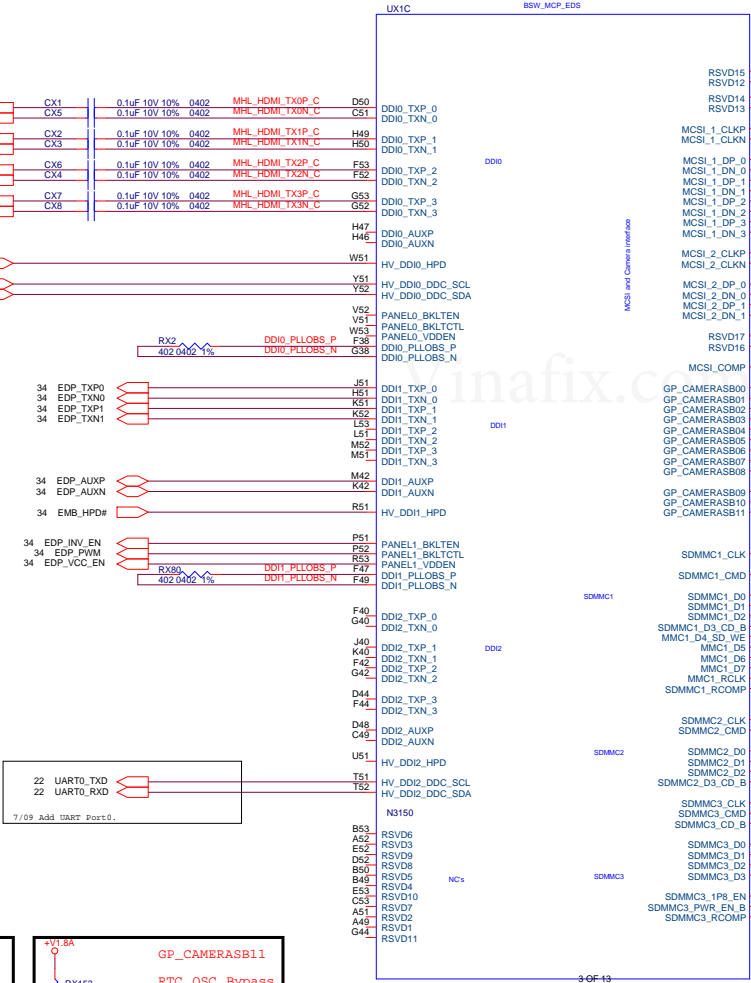 UX1C
BSW_MCP_EDS
RSVD15
RSVD12
RSVD14
RSVD13
CX1 0.1uF 10V 10% 0402 MHL_HDMI_TX0P_C D50 DDI0_TXP_0
CX5 0.1uF 10V 10% 0402 MHL_HDMI_TX0N_C C51 DDI0_TXN_0
MCSI_1_CLKP
MCSI_1_CLKN
CX2 0.1uF 10V 10% 0402 MHL_HDMI_TX1P_C H49 DDI0_TXP_1
CX3 0.1uF 10V 10% 0402 MHL_HDMI_TX1N_C H50 DDI0_TXN_1
DDI0
MCSI_1_DP_0
MCSI_1_DN_0
MCSI_1_DP_1
MCSI_1_DN_1
MCSI_1_DP_2
MCSI_1_DN_2
MCSI_1_DP_3
MCSI_1_DN_3
CX6 0.1uF 10V 10% 0402 MHL_HDMI_TX2P_C F53 DDI0_TXP_2
CX4 0.1uF 10V 10% 0402 MHL_HDMI_TX2N_C F52 DDI0_TXN_2
CX7 0.1uF 10V 10% 0402 MHL_HDMI_TX3P_C G53 DDI0_TXP_3
CX8 0.1uF 10V 10% 0402 MHL_HDMI_TX3N_C G52 DDI0_TXN_3
H47 DDI0_AUXP
H46 DDI0_AUXN
MCSI and Camera interface
MCSI_2_CLKP
MCSI_2_CLKN
W51 HV_DDI0_HPD
Y51 HV_DDI0_DDC_SCL
Y52 HV_DDI0_DDC_SDA
MCSI_2_DP_0
MCSI_2_DN_0
MCSI_2_DP_1
MCSI_2_DN_1
V52 PANEL0_BKLTEN
V51 PANEL0_BKLTCTL
W53 PANEL0_VDDEN
RX2 DDI0_PLLOBS_P F38 DDI0_PLLOBS_P
402 0402 1% DDI0_PLLOBS_N G38 DDI0_PLLOBS_N
RSVD17
RSVD16
MCSI_COMP
Vinafix.co
34 EDP_TXP0 J51 DDI1_TXP_0
34 EDP_TXN0 H51 DDI1_TXN_0
34 EDP_TXP1 K51 DDI1_TXP_1
34 EDP_TXN1 K52 DDI1_TXN_1
L53 DDI1_TXP_2
L51 DDI1_TXN_2
M52 DDI1_TXP_3
M51 DDI1_TXN_3
DDI1
GP_CAMERASB00
GP_CAMERASB01
GP_CAMERASB02
GP_CAMERASB03
GP_CAMERASB04
GP_CAMERASB05
GP_CAMERASB06
GP_CAMERASB07
GP_CAMERASB08
GP_CAMERASB09
GP_CAMERASB10
GP_CAMERASB11
34 EDP_AUXP M42 DDI1_AUXP
34 EDP_AUXN K42 DDI1_AUXN
34 EMB_HPD# R51 HV_DDI1_HPD
34 EDP_INV_EN P51 PANEL1_BKLTEN
34 EDP_PWM P52 PANEL1_BKLTCTL
34 EDP_VCC_EN R53 PANEL1_VDDEN
RX80 DDI1_PLLOBS_P F47 DDI1_PLLOBS_P
402 0402 1% DDI1_PLLOBS_N F49 DDI1_PLLOBS_N
SDMMC1_CLK
SDMMC1_CMD
SDMMC1
SDMMC1_D0
SDMMC1_D1
SDMMC1_D2
SDMMC1_D3_CD_B
MMC1_D4_SD_WE
MMC1_D5
MMC1_D6
MMC1_D7
MMC1_RCLK
SDMMC1_RCOMP
F40 DDI2_TXP_0
G40 DDI2_TXN_0
J40 DDI2_TXP_1
K40 DDI2_TXN_1
F42 DDI2_TXP_2
G42 DDI2_TXN_2
DDI2
D44 DDI2_TXP_3
F44 DDI2_TXN_3
D48 DDI2_AUXP
C49 DDI2_AUXN
SDMMC2_CLK
SDMMC2_CMD
U51 HV_DDI2_HPD
SDMMC2
SDMMC2_D0
SDMMC2_D1
SDMMC2_D2
SDMMC2_D3_CD_B
22 UART0_TXD T51 HV_DDI2_DDC_SCL
22 UART0_RXD T52 HV_DDI2_DDC_SDA
7/09 Add UART Port0.
N3150
SDMMC3_CLK
SDMMC3_CMD
SDMMC3_CD_B
B53 RSVD6
A52 RSVD3
E52 RSVD9
D52 RSVD8
B50 RSVD5
B49 RSVD4
E53 RSVD10
C53 RSVD7
A51 RSVD2
A49 RSVD1
G44 RSVD11
NC's
SDMMC3
SDMMC3_D0
SDMMC3_D1
SDMMC3_D2
SDMMC3_D3
SDMMC3_1P8_EN
SDMMC3_PWR_EN_B
SDMMC3_RCOMP
+V1.8A
GP_CAMERASB11
RTC OSC Bypass
3 OF 13